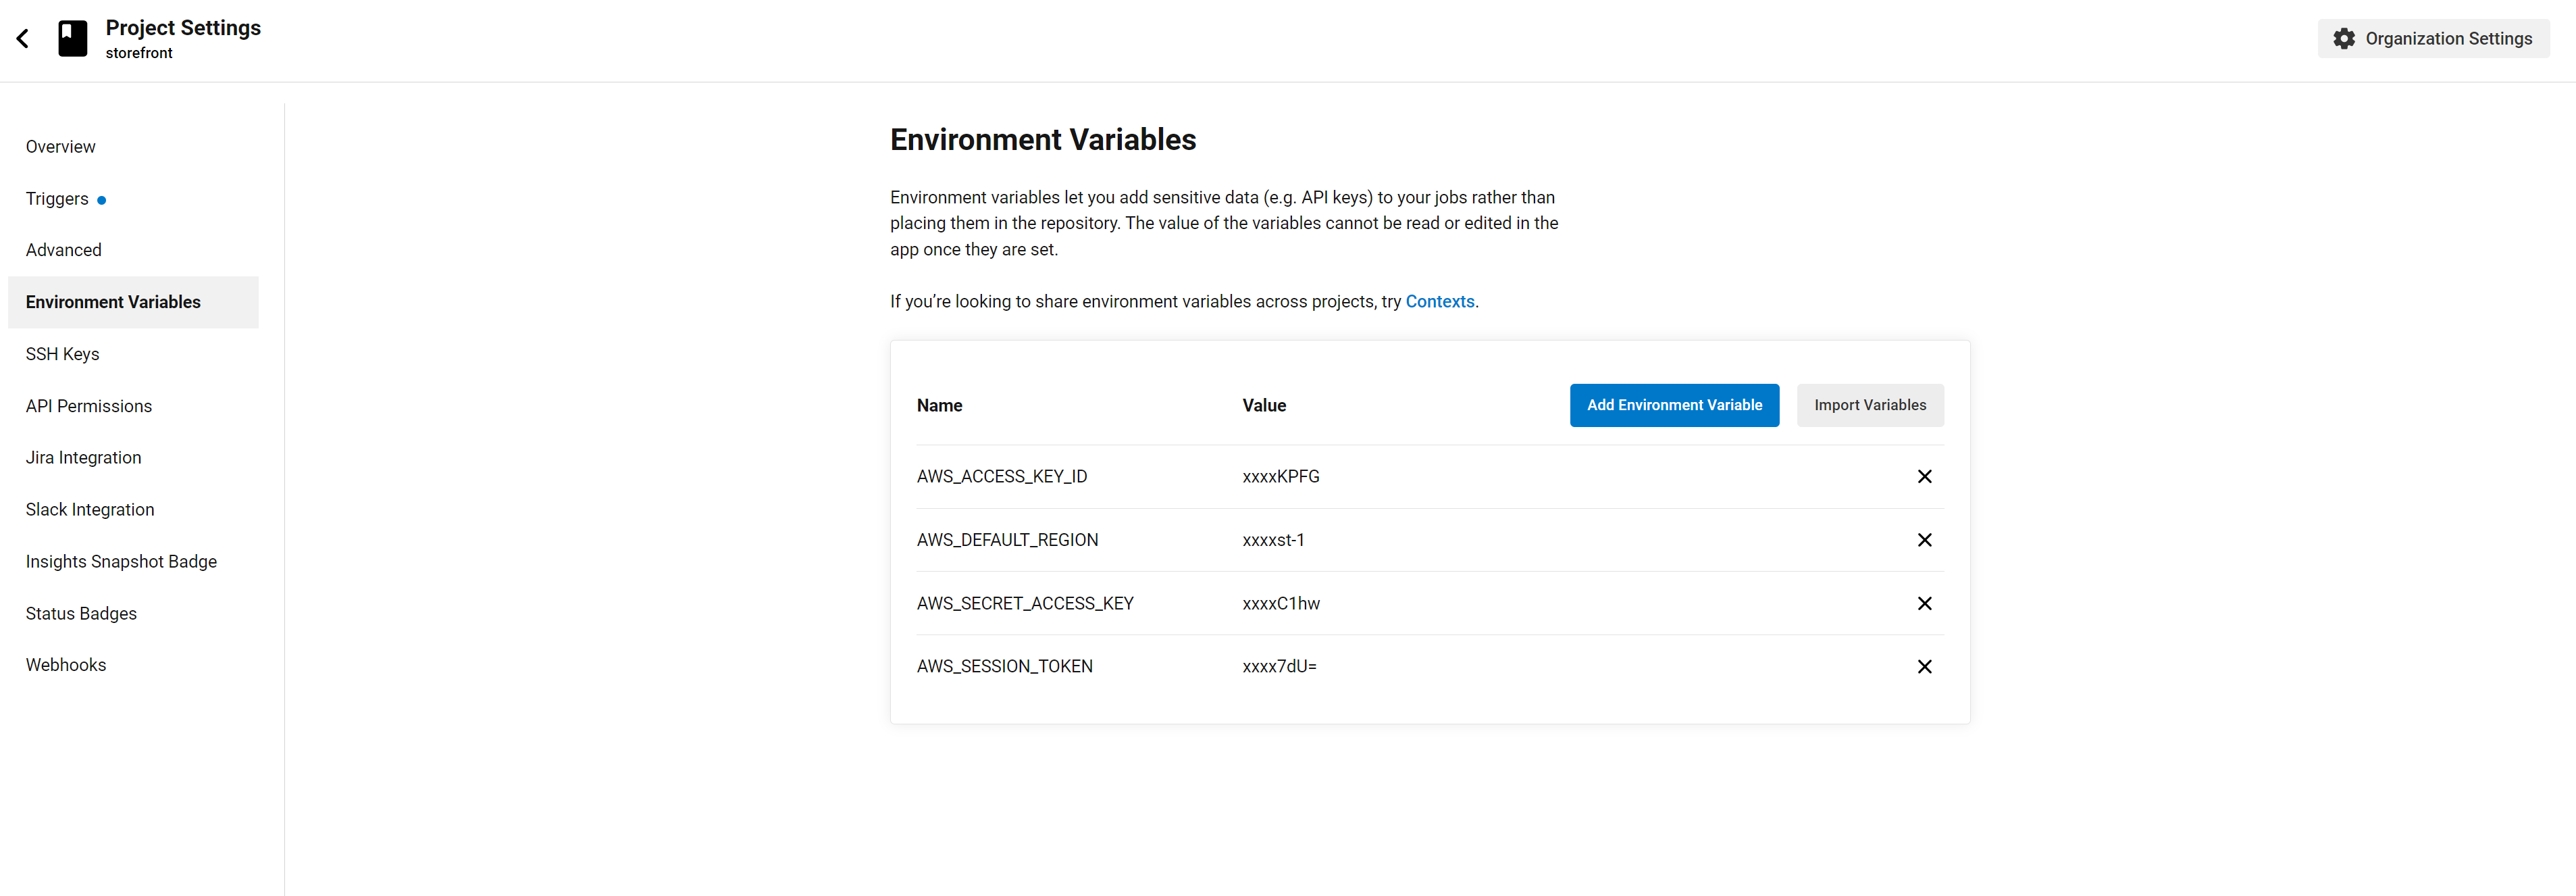 Project Settings
storefront
Organization Settings
Overview
Triggers
Advanced
Environment Variables
SSH Keys
API Permissions
Jira Integration
Slack Integration
Insights Snapshot Badge
Status Badges
Webhooks
Environment Variables
Environment variables let you add sensitive data (e.g. API keys) to your jobs rather than
placing them in the repository. The value of the variables cannot be read or edited in the
app once they are set.
If you’re looking to share environment variables across projects, try Contexts.
Name Value Add Environment Variable Import Variables
AWS_ACCESS_KEY_ID xxxxKPFG
AWS_DEFAULT_REGION xxxxst-1
AWS_SECRET_ACCESS_KEY xxxxC1hw
AWS_SESSION_TOKEN xxxx7dU=